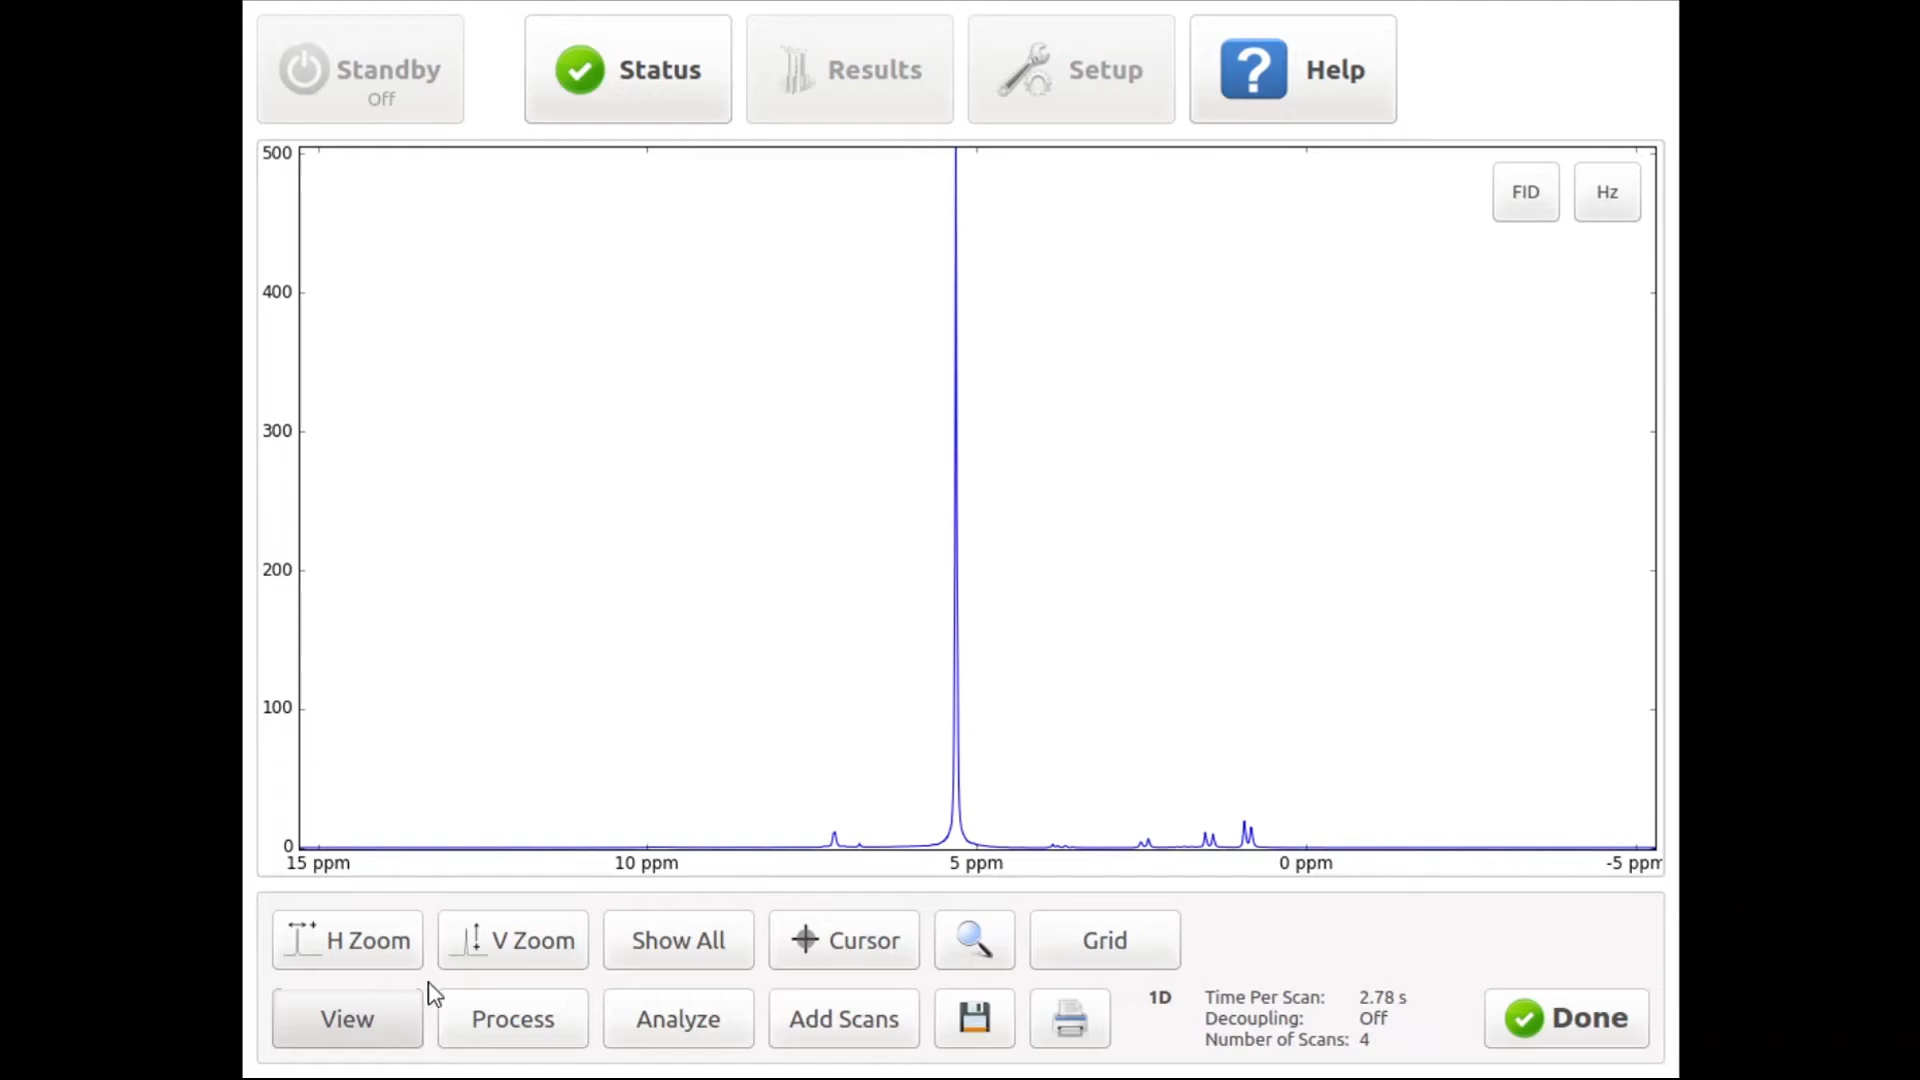 Standby
Off
Status
Results
Setup
? Help
500
FID
Hz
400
300
200
100
0
15 ppm
10 ppm
5 ppm
0 ppm
-5 ppm
H Zoom
V Zoom
Show All
Cursor
Grid
View
Process
Analyze
Add Scans
1D
Time Per Scan: 2.78 s
Decoupling: Off
Number of Scans: 4
Done